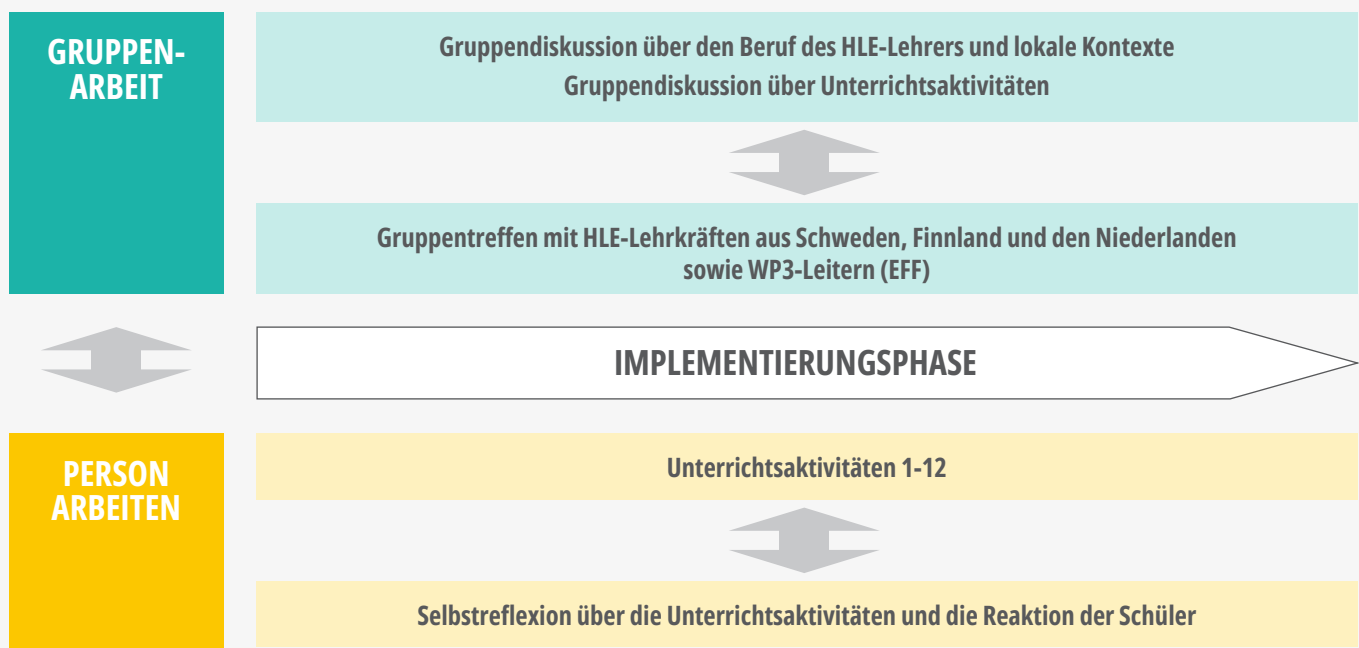 GRUPPEN-
ARBEIT
Gruppendiskussion über den Beruf des HLE-Lehrers und lokale Kontexte
Gruppendiskussion über Unterrichtsaktivitäten
Gruppentreffen mit HLE-Lehrkräften aus Schweden, Finnland und den Niederlanden
sowie WP3-Leitern (EFF)
IMPLEMENTIERUNGSPHASE
PERSON
ARBEITEN
Unterrichtsaktivitäten 1-12
Selbstreflexion über die Unterrichtsaktivitäten und die Reaktion der Schüler